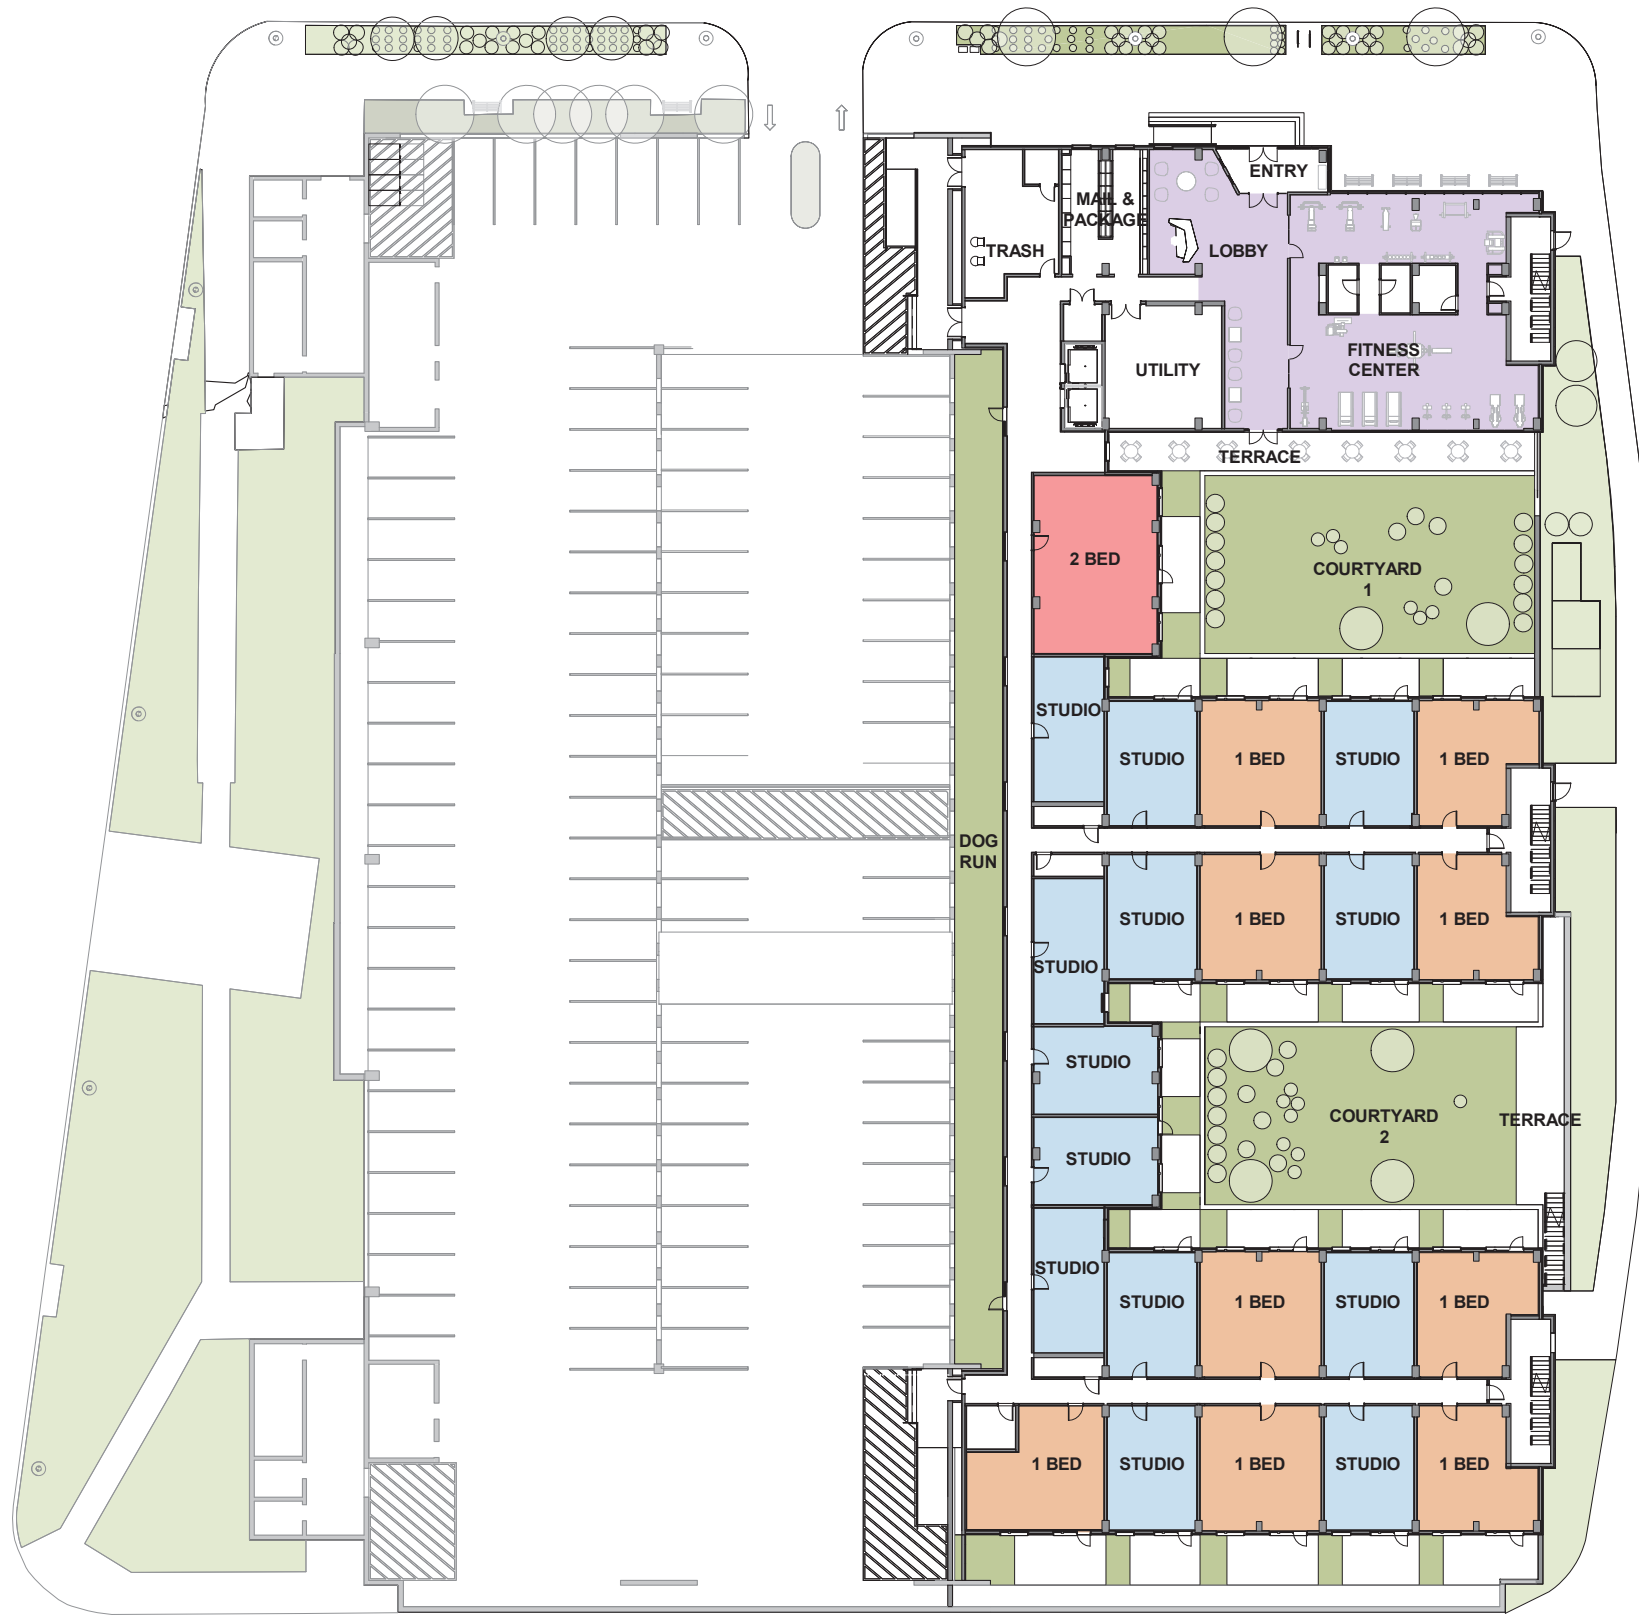 ENTRY
MAIL &
PACKAGE
TRASH
LOBBY
UTILITY
FITNESS
CENTER
TERRACE
2 BED
COURTYARD
1
STUDIO
STUDIO
1 BED
STUDIO
1 BED
DOG
RUN
STUDIO
1 BED
STUDIO
1 BED
STUDIO
STUDIO
COURTYARD
2
TERRACE
STUDIO
STUDIO
STUDIO
1 BED
STUDIO
1 BED
1 BED
STUDIO
1 BED
STUDIO
1 BED